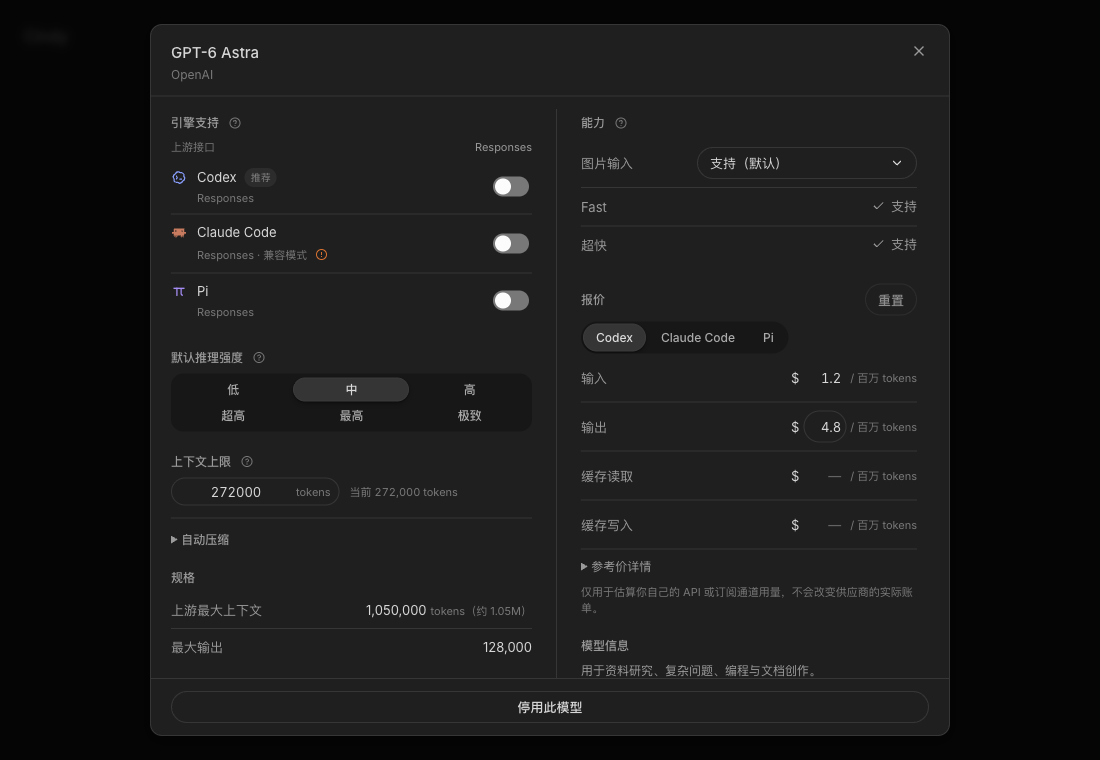 GPT-6 Astra
OpenAI
引擎支持
上游接口 Responses
Codex 推荐
Responses
Claude Code
Responses · 兼容模式
Pi
Responses
默认推理强度
低 中 高
超高 最高 极致
上下文上限
272000 tokens 当前 272,000 tokens
自动压缩
规格
上游最大上下文 1,050,000 tokens（约 1.05M）
最大输出 128,000
能力
图片输入 支持（默认）
Fast 支持
超快 支持
报价 重置
Codex Claude Code Pi
输入 $ 1.2 / 百万 tokens
输出 $ 4.8 / 百万 tokens
缓存读取 $ — / 百万 tokens
缓存写入 $ — / 百万 tokens
参考价详情
仅用于估算你自己的 API 或订阅通道用量，不会改变供应商的实际账
单。
模型信息
用于资料研究、复杂问题、编程与文档创作。
停用此模型